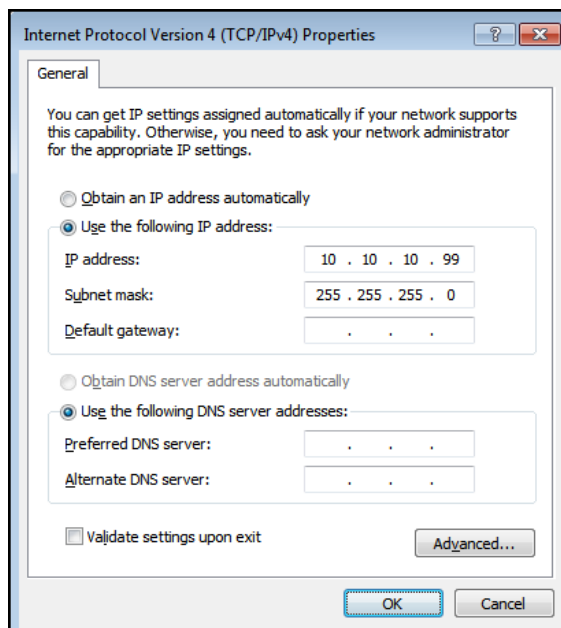 Internet Protocol Version 4 (TCP/IPv4) Properties
General
You can get IP settings assigned automatically if your network supports
this capability. Otherwise, you need to ask your network administrator
for the appropriate IP settings.
Obtain an IP address automatically
Use the following IP address:
IP address: 10 . 10 . 10 . 99
Subnet mask: 255 . 255 . 255 . 0
Default gateway: . . .
Obtain DNS server address automatically
Use the following DNS server addresses:
Preferred DNS server: . . .
Alternate DNS server: . . .
Validate settings upon exit
Advanced...
OK Cancel